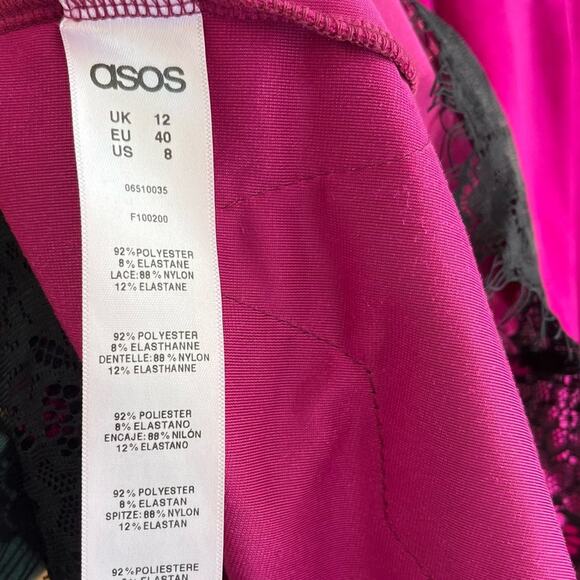 asos
UK 12
EU 40
US 8
06510035
F100200
92%POLYESTER
8% ELASTANE
LACE:88% NYLON
12% ELASTANE
92% POLYESTER
8% ELASTHANNE
DENTELLE:88% NYLON
12% ELASTHANNE
92% POLIESTER
8% ELASTANO
ENCAJE:88% NILÓN
12% ELASTANO
92% POLYESTER
8% ELASTAN
SPITZE:88% NYLON
12% ELASTAN
92% POLIESTERE